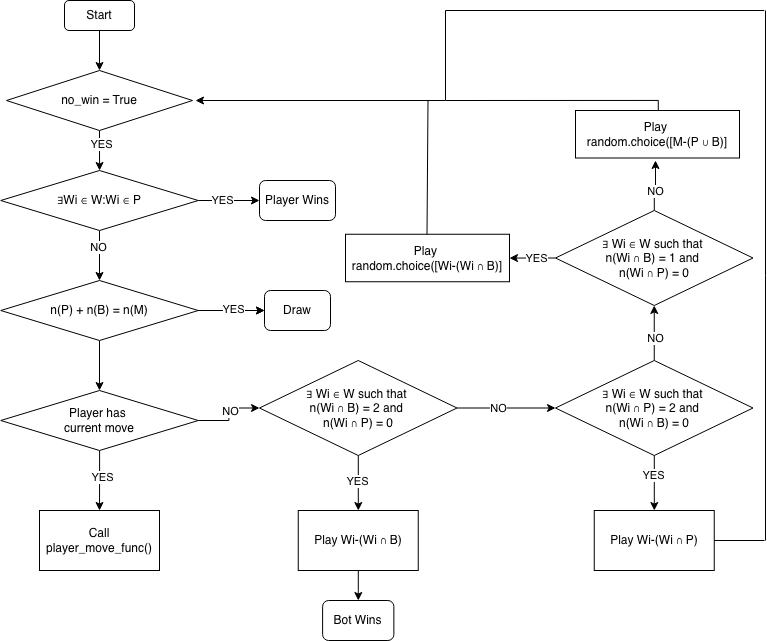 Start
no_win = True
YES
∃Wi ∈ W:Wi ∈ P
YES
Player Wins
NO
n(P) + n(B) = n(M)
YES
Draw
Player has
current move
NO
YES
Call
player_move_func()
∃ Wi ∈ W such that
n(Wi ∩ B) = 2 and
n(Wi ∩ P) = 0
NO
YES
Play Wi-(Wi ∩ B)
Bot Wins
∃ Wi ∈ W such that
n(Wi ∩ P) = 2 and
n(Wi ∩ B) = 0
YES
Play Wi-(Wi ∩ P)
NO
∃ Wi ∈ W such that
n(Wi ∩ B) = 1 and
n(Wi ∩ P) = 0
YES
Play
random.choice([Wi-(Wi ∩ B)]
NO
Play
random.choice([M-(P ∪ B)]